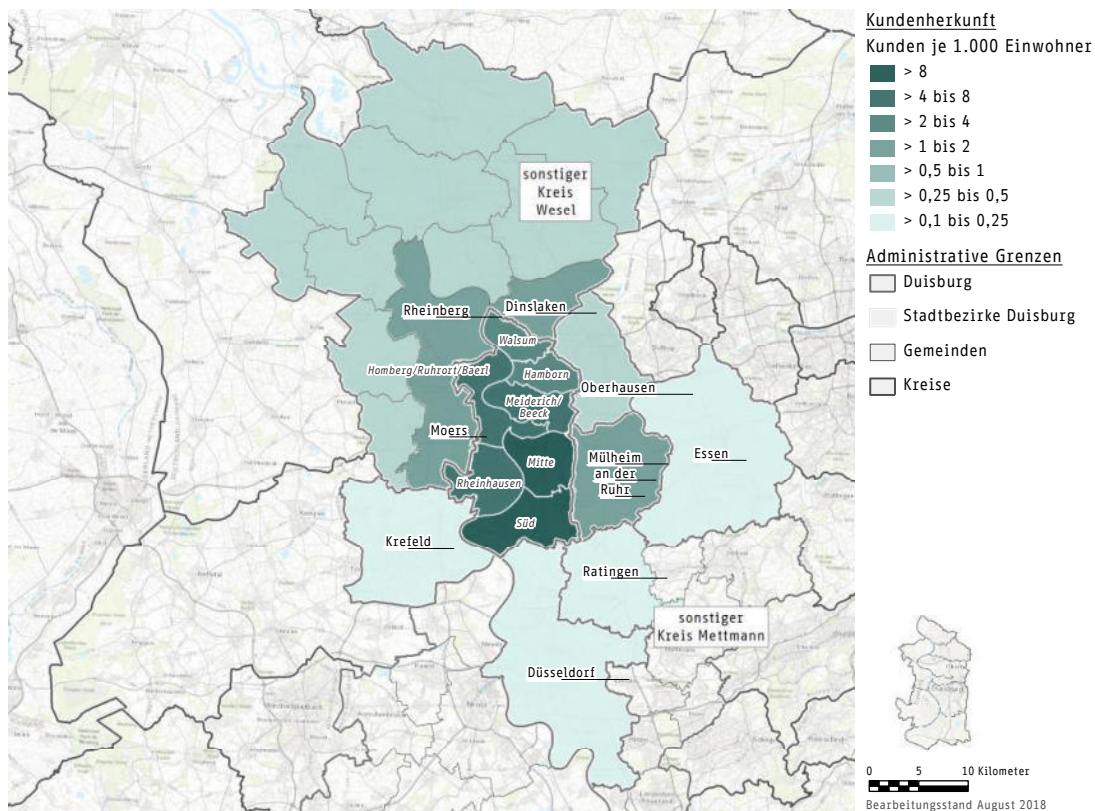 Kundenherkunft
Kunden je 1.000 Einwohner
> 8
> 4 bis 8
> 2 bis 4
> 1 bis 2
> 0,5 bis 1
> 0,25 bis 0,5
> 0,1 bis 0,25
Administrative Grenzen
Duisburg
Stadtbezirke Duisburg
Gemeinden
Kreise
sonstiger
Kreis
Wesel
Rheinberg
Dinslaken
Walsum
Homberg/Ruhrort/Baerl
Hamborn
Oberhausen
Meiderich/
Beeck
Moers
Mitte
Mülheim
an der
Ruhr
Essen
Rheinhausen
Süd
Krefeld
Ratingen
sonstiger
Kreis Mettmann
Düsseldorf
0 5 10 Kilometer
Bearbeitungsstand August 2018